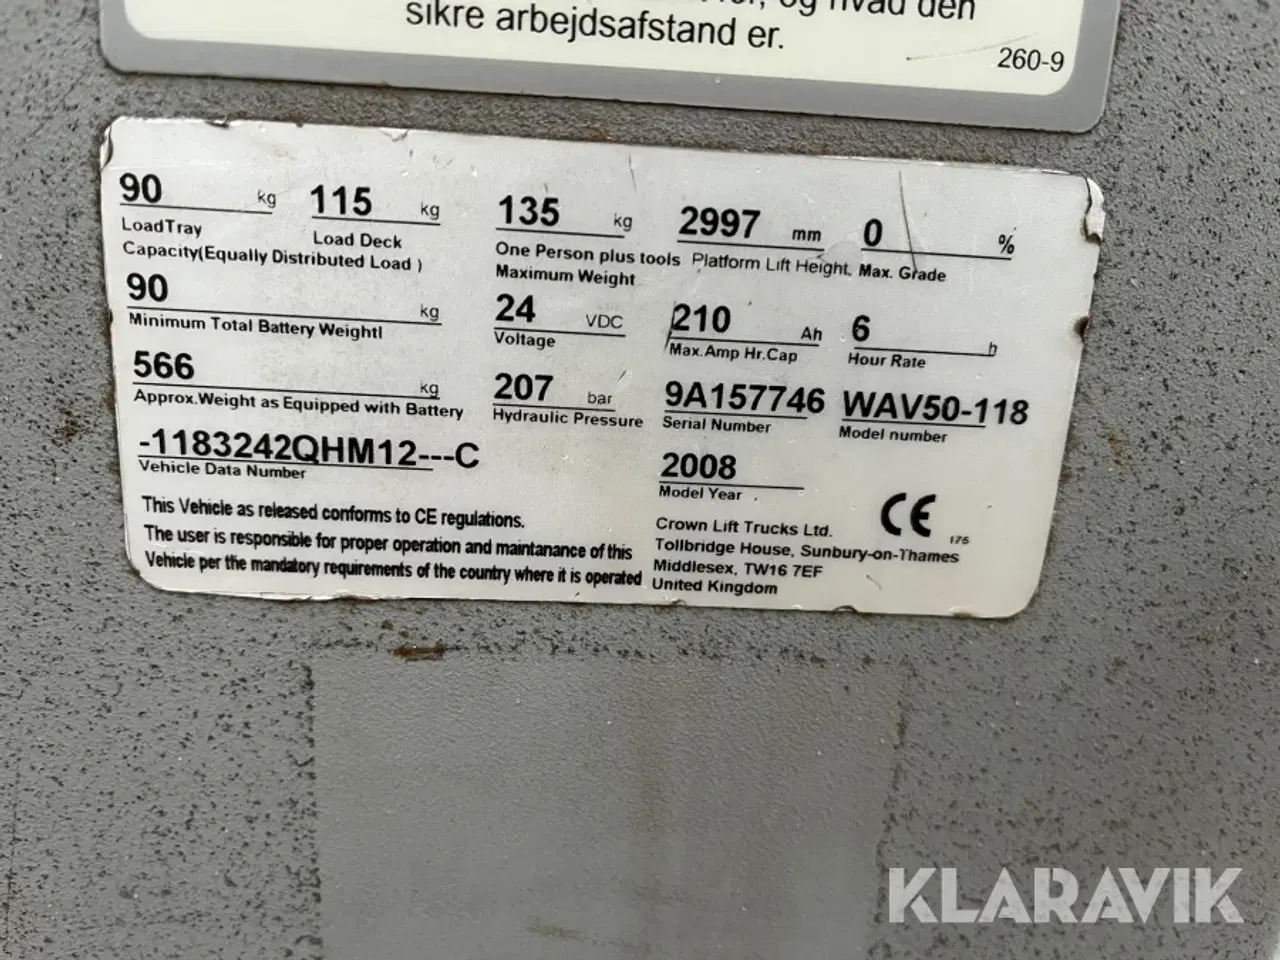 og hvad den
sikre arbejdsafstand er.
260-9
90 kg 115 kg 135 kg 2997 mm 0 %
LoadTray Load Deck One Person plus tools Platform Lift Height, Max. Grade
Capacity(Equally Distributed Load ) Maximum Weight
90 kg 24 VDC 210 Ah 6 h
Minimum Total Battery Weightl Voltage Max.Amp Hr.Cap Hour Rate
566 kg 207 bar 9A157746 WAV50-118
Approx.Weight as Equipped with Battery Hydraulic Pressure Serial Number Model number
-1183242QHM12---C 2008
Vehicle Data Number Model Year
This Vehicle as released conforms to CE regulations.
The user is responsible for proper operation and maintanance of this
Vehicle per the mandatory requirements of the country where it is operated
Crown Lift Trucks Ltd.
Tollbridge House, Sunbury-on-Thames
Middlesex, TW16 7EF
United Kingdom
CE 175
KLARAVIK